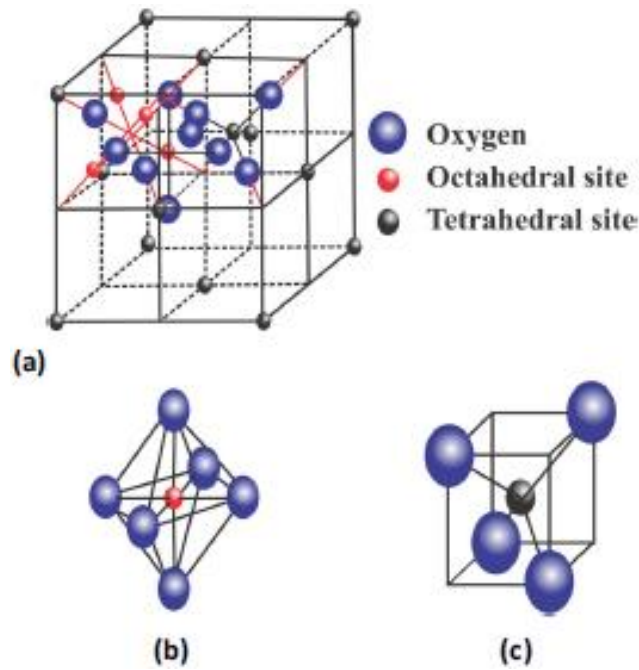 Oxygen
Octahedral site
Tetrahedral site
(a)
(b)
(c)